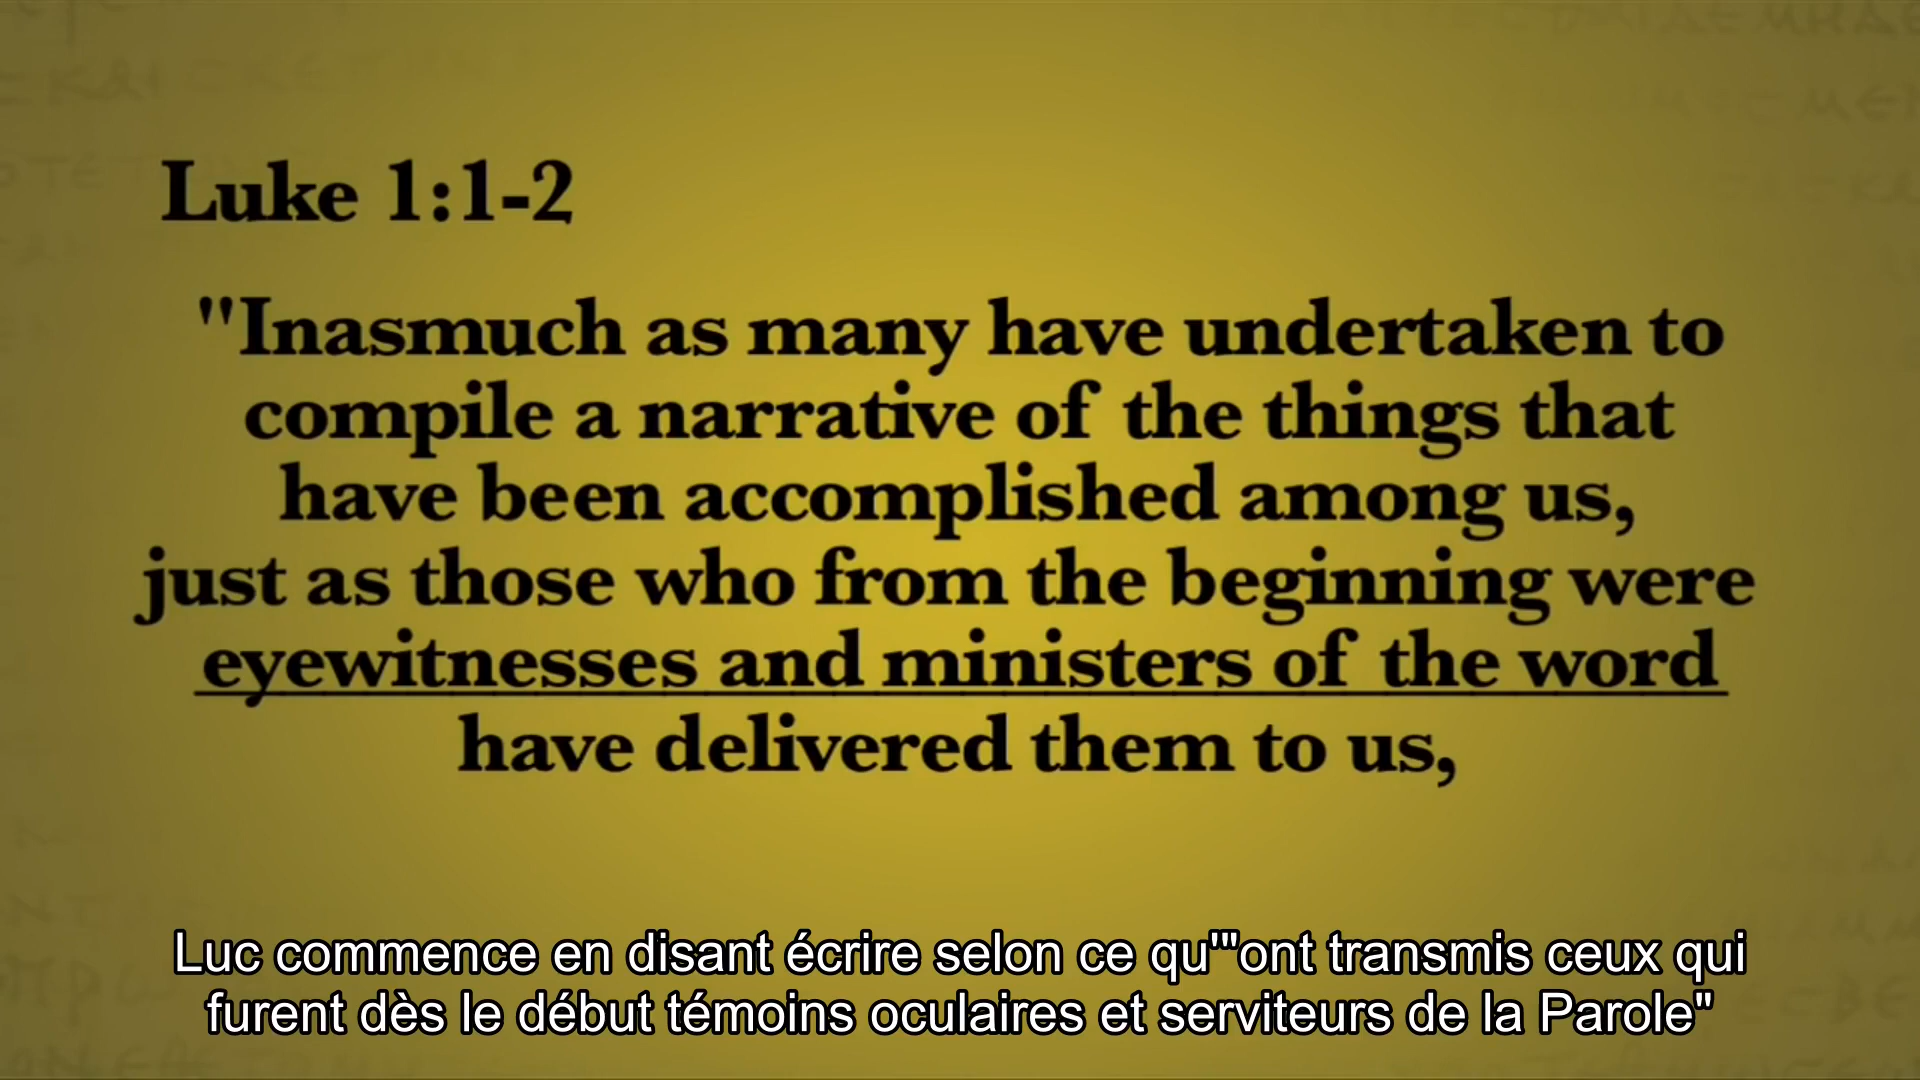 Luke 1:1-2
"Inasmuch as many have undertaken to
compile a narrative of the things that
have been accomplished among us,
just as those who from the beginning were
eyewitnesses and ministers of the word
have delivered them to us,
Luc commence en disant écrire selon ce qu'"ont transmis ceux qui
furent dès le début témoins oculaires et serviteurs de la Parole"